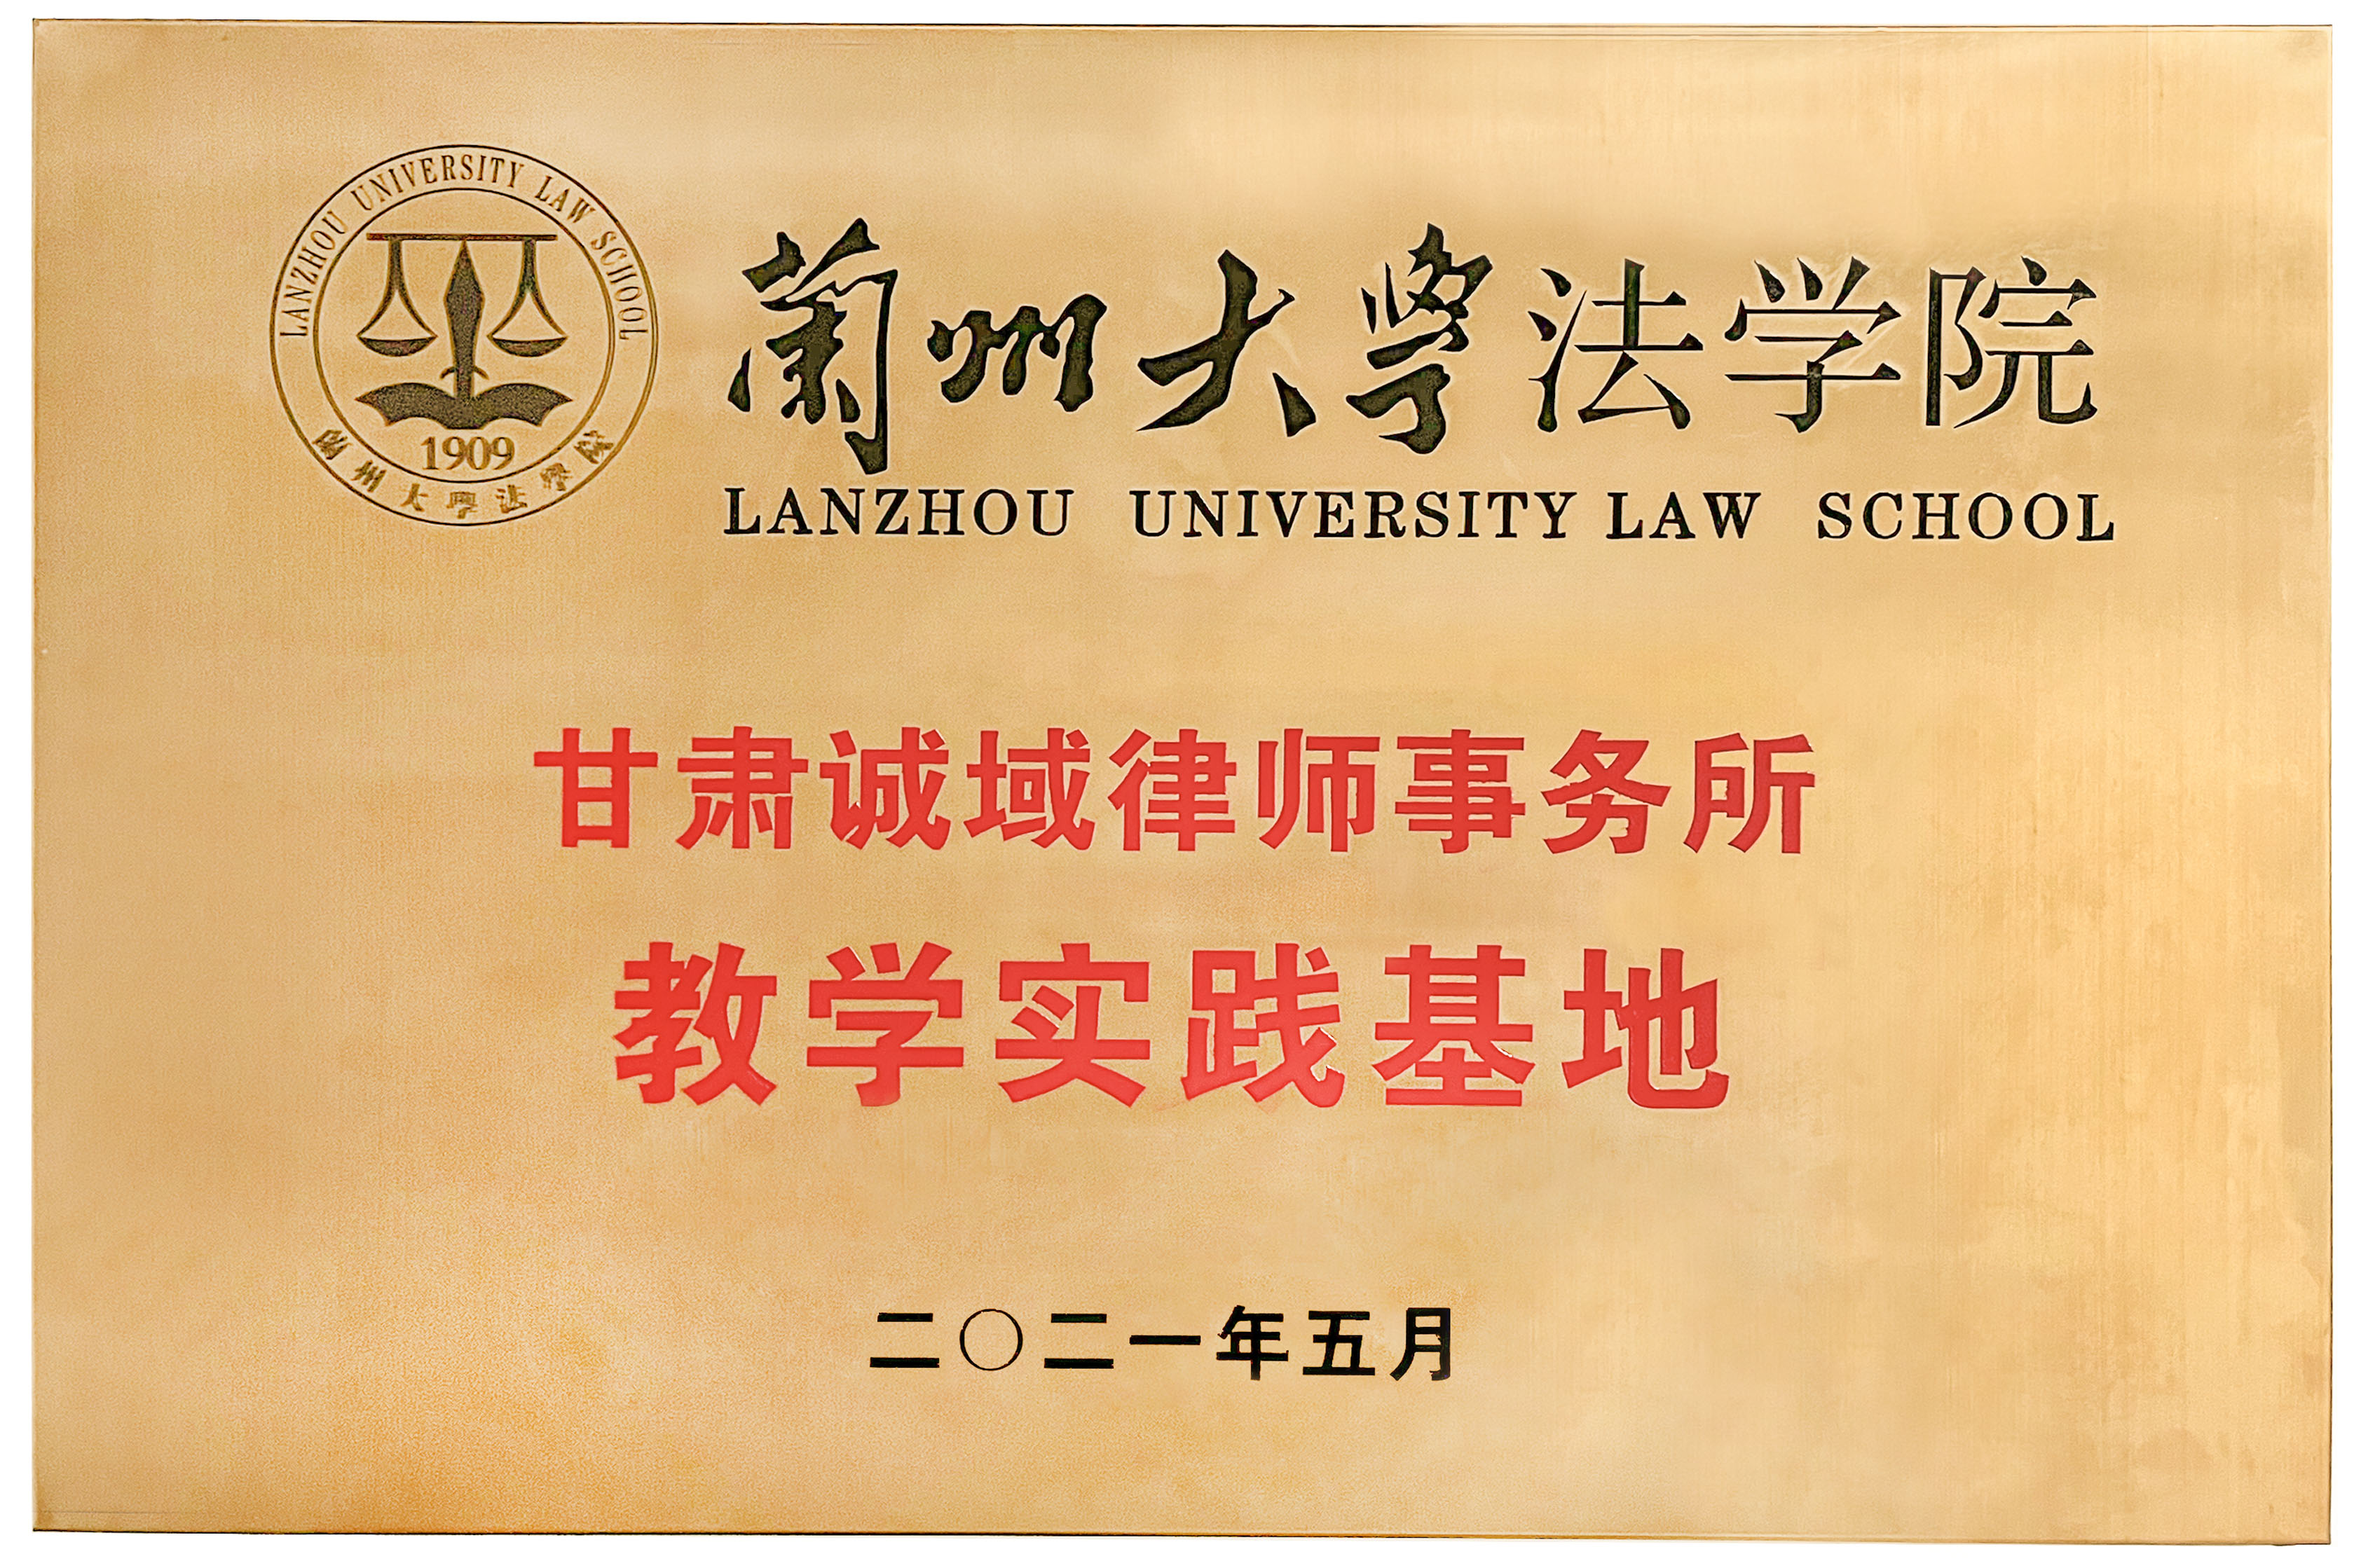 LANZHOU UNIVERSITY LAW SCHOOL
1909
蘭州大學法學院
蘭州大學法学院
LANZHOU UNIVERSITY LAW SCHOOL
甘肃诚域律师事务所
教学实践基地
二〇二一年五月